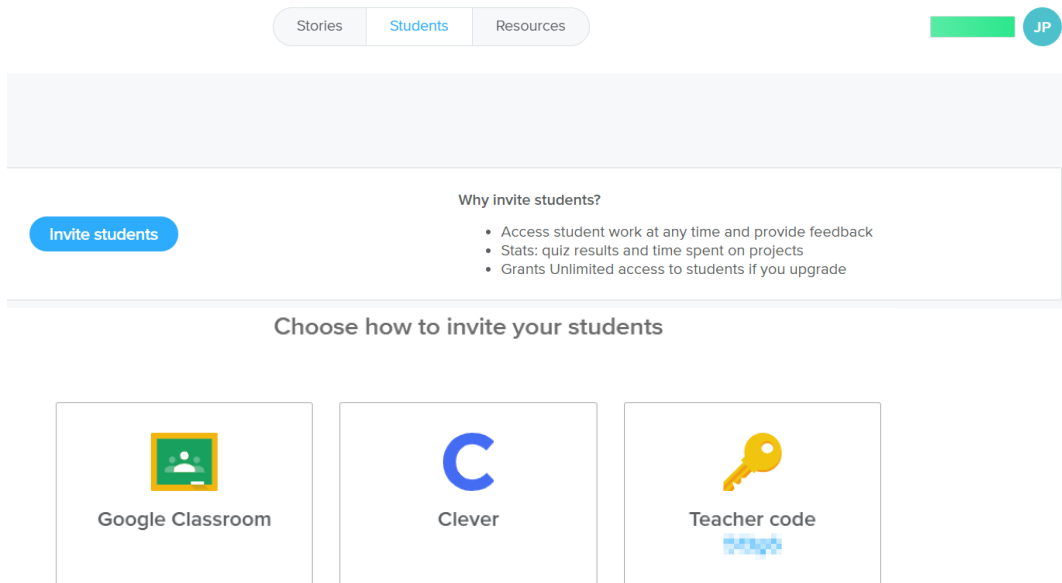 Stories Students Resources
JP
Invite students
Why invite students?
Access student work at any time and provide feedback
Stats: quiz results and time spent on projects
Grants Unlimited access to students if you upgrade
Choose how to invite your students
Google Classroom
Clever
Teacher code